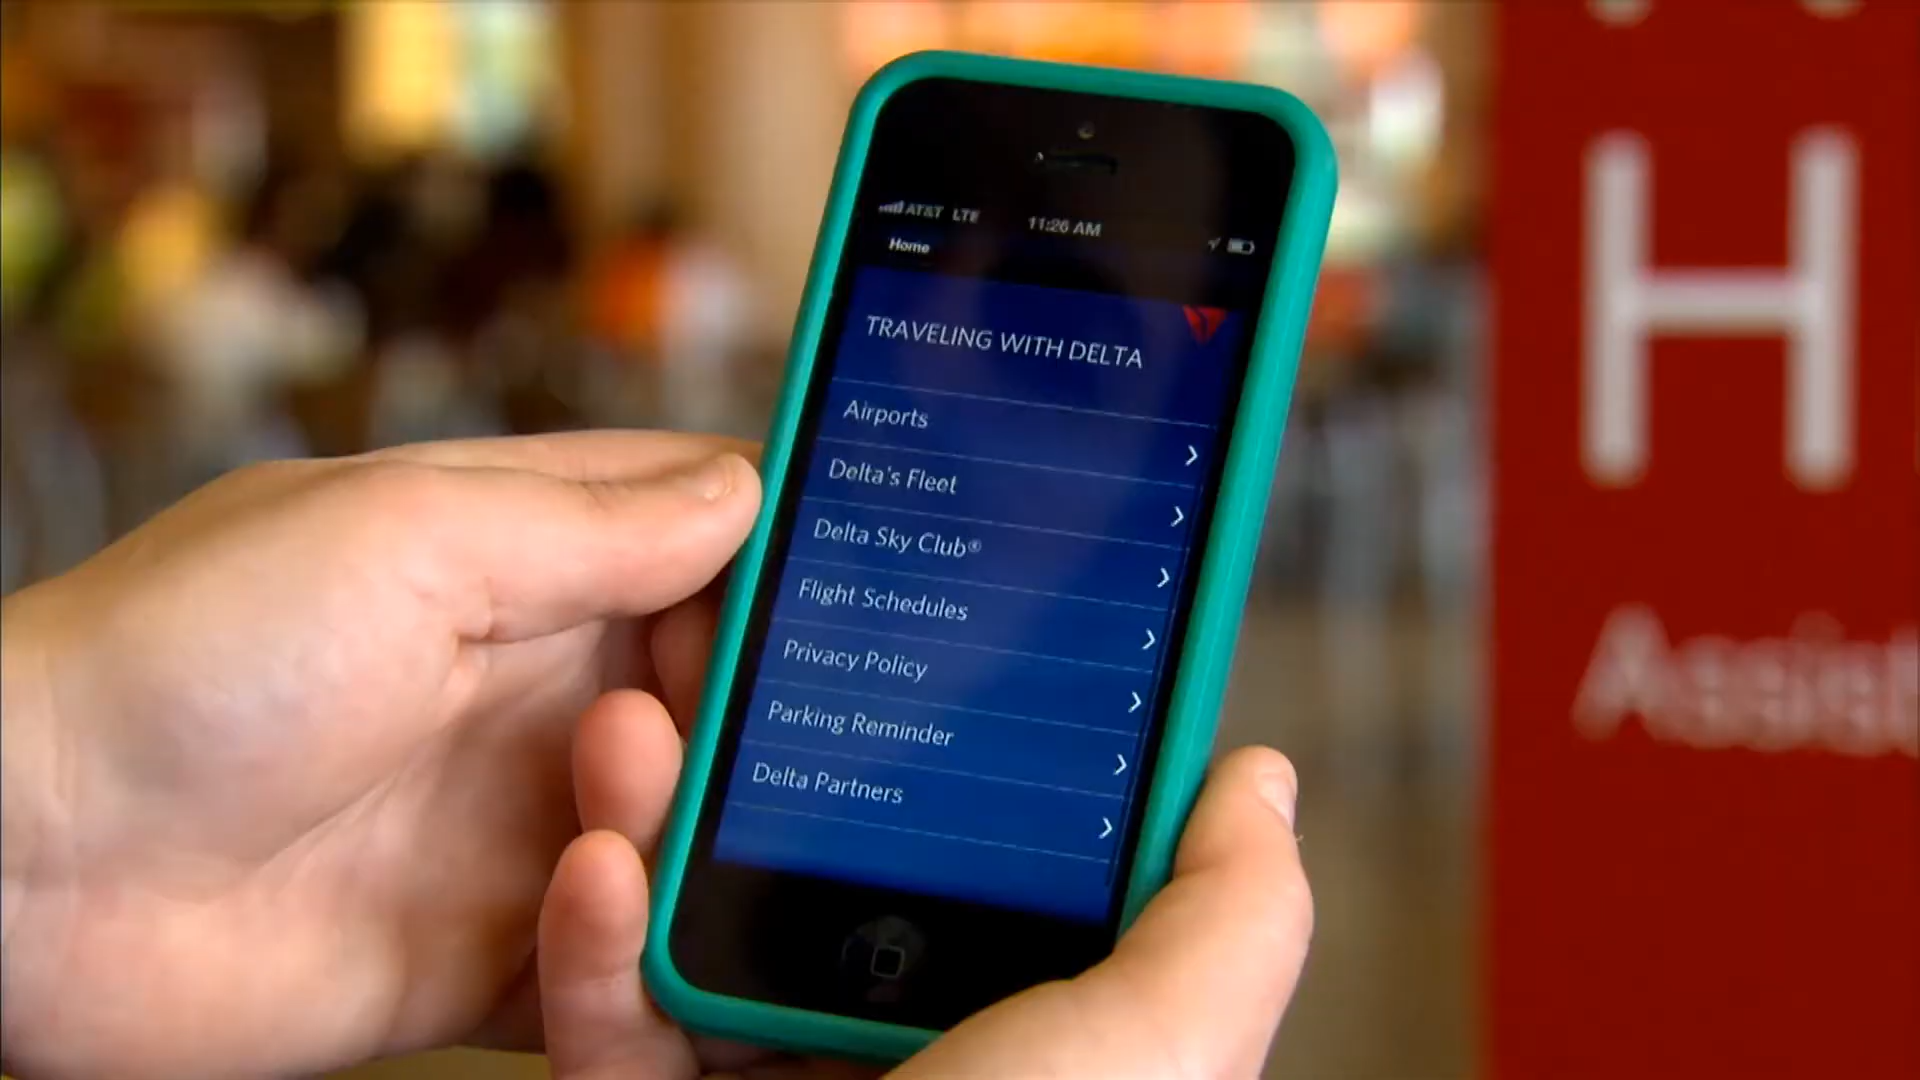 AT&T LTE 11:26 AM
Home
TRAVELING WITH DELTA
Airports
Delta's Fleet
Delta Sky Club®
Flight Schedules
Privacy Policy
Parking Reminder
Delta Partners
H
Assist